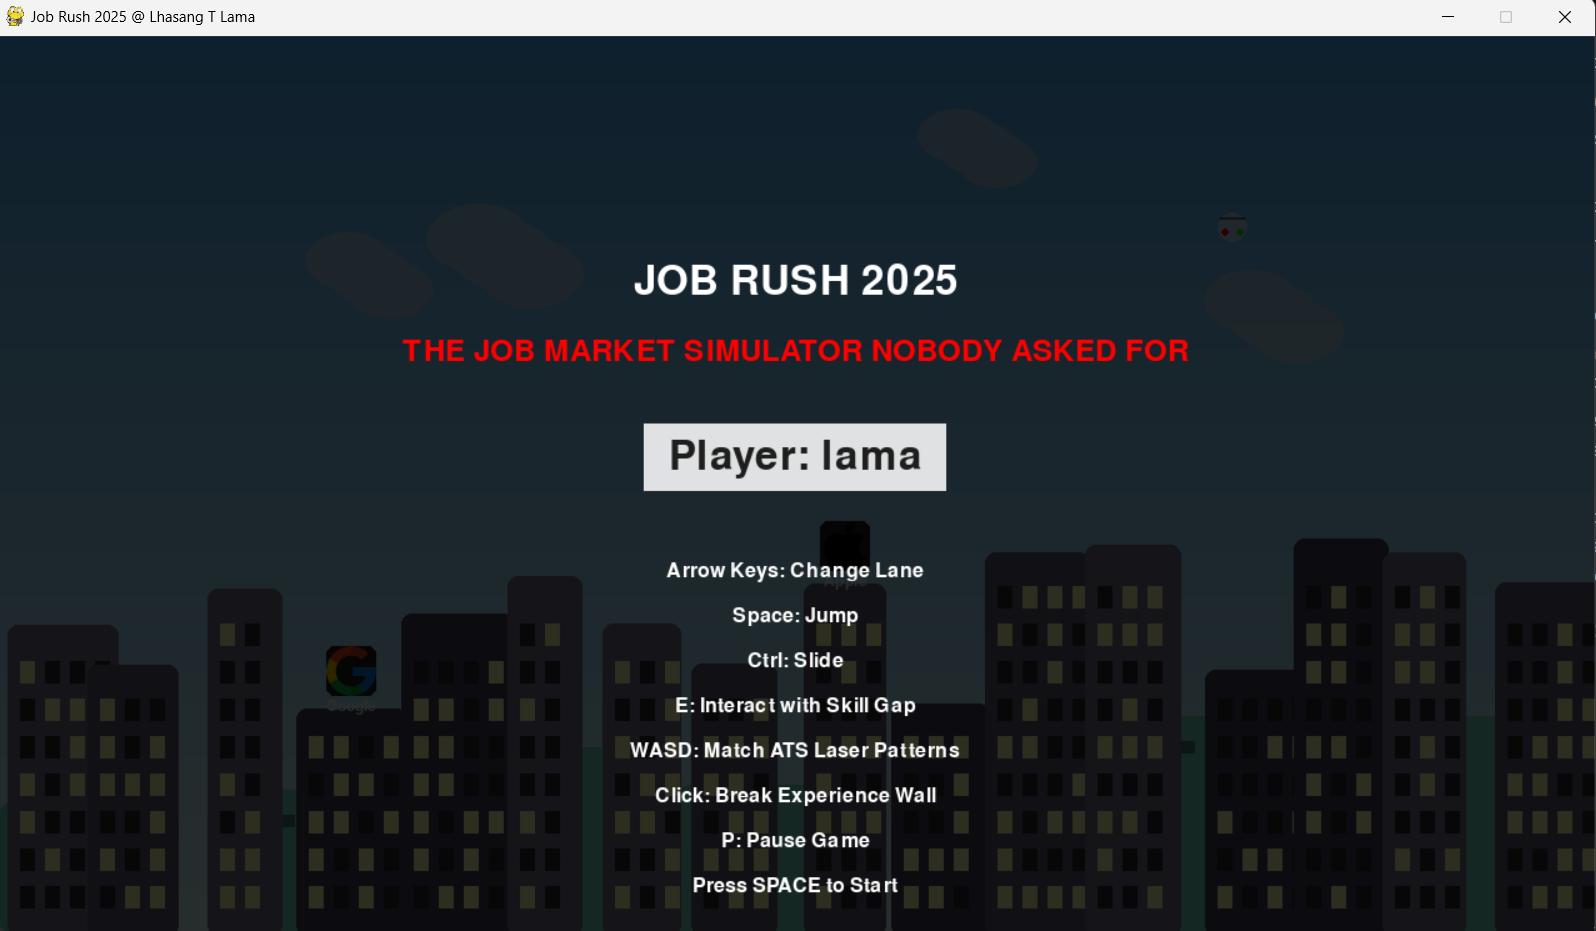 Job Rush 2025 @ Lhasang T Lama
JOB RUSH 2025
THE JOB MARKET SIMULATOR NOBODY ASKED FOR
Player: lama
Arrow Keys: Change Lane
Apple
Space: Jump
Ctrl: Slide
Google
E: Interact with Skill Gap
WASD: Match ATS Laser Patterns
Click: Break Experience Wall
P: Pause Game
Press SPACE to Start